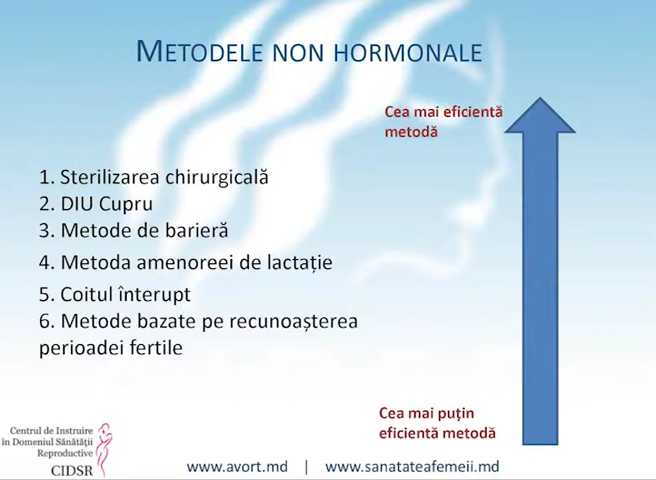 METODELE NON HORMONALE
Cea mai eficientă
metodă
1. Sterilizarea chirurgicală
2. DIU Cupru
3. Metode de barieră
4. Metoda amenoreei de lactație
5. Coitul înterupt
6. Metode bazate pe recunoașterea
perioadei fertile
Cea mai puțin
eficientă metodă
Centrul de Instruire
în Domeniul Sănătății
Reproductive
CIDSR
www.avort.md | www.sanatateafemeii.md